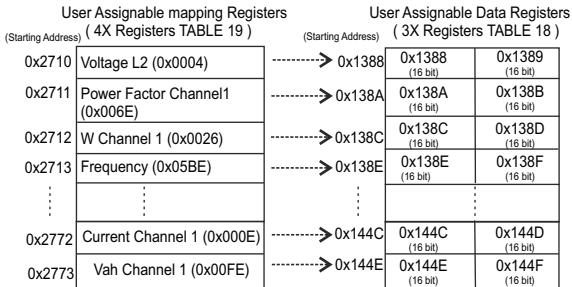 User Assignable mapping Registers
( 4X Registers TABLE 19 )
(Starting Address)
User Assignable Data Registers
( 3X Registers TABLE 18 )
(Starting Address)
0x2710 Voltage L2 (0x0004) 0x1388 0x1388 (16 bit) 0x1389 (16 bit)
0x2711 Power Factor Channel1 (0x006E) 0x138A 0x138A (16 bit) 0x138B (16 bit)
0x2712 W Channel 1 (0x0026) 0x138C 0x138C (16 bit) 0x138D (16 bit)
0x2713 Frequency (0x05BE) 0x138E 0x138E (16 bit) 0x138F (16 bit)
0x2772 Current Channel 1 (0x000E) 0x144C 0x144C (16 bit) 0x144D (16 bit)
0x2773 Vah Channel 1 (0x00FE) 0x144E 0x144E (16 bit) 0x144F (16 bit)